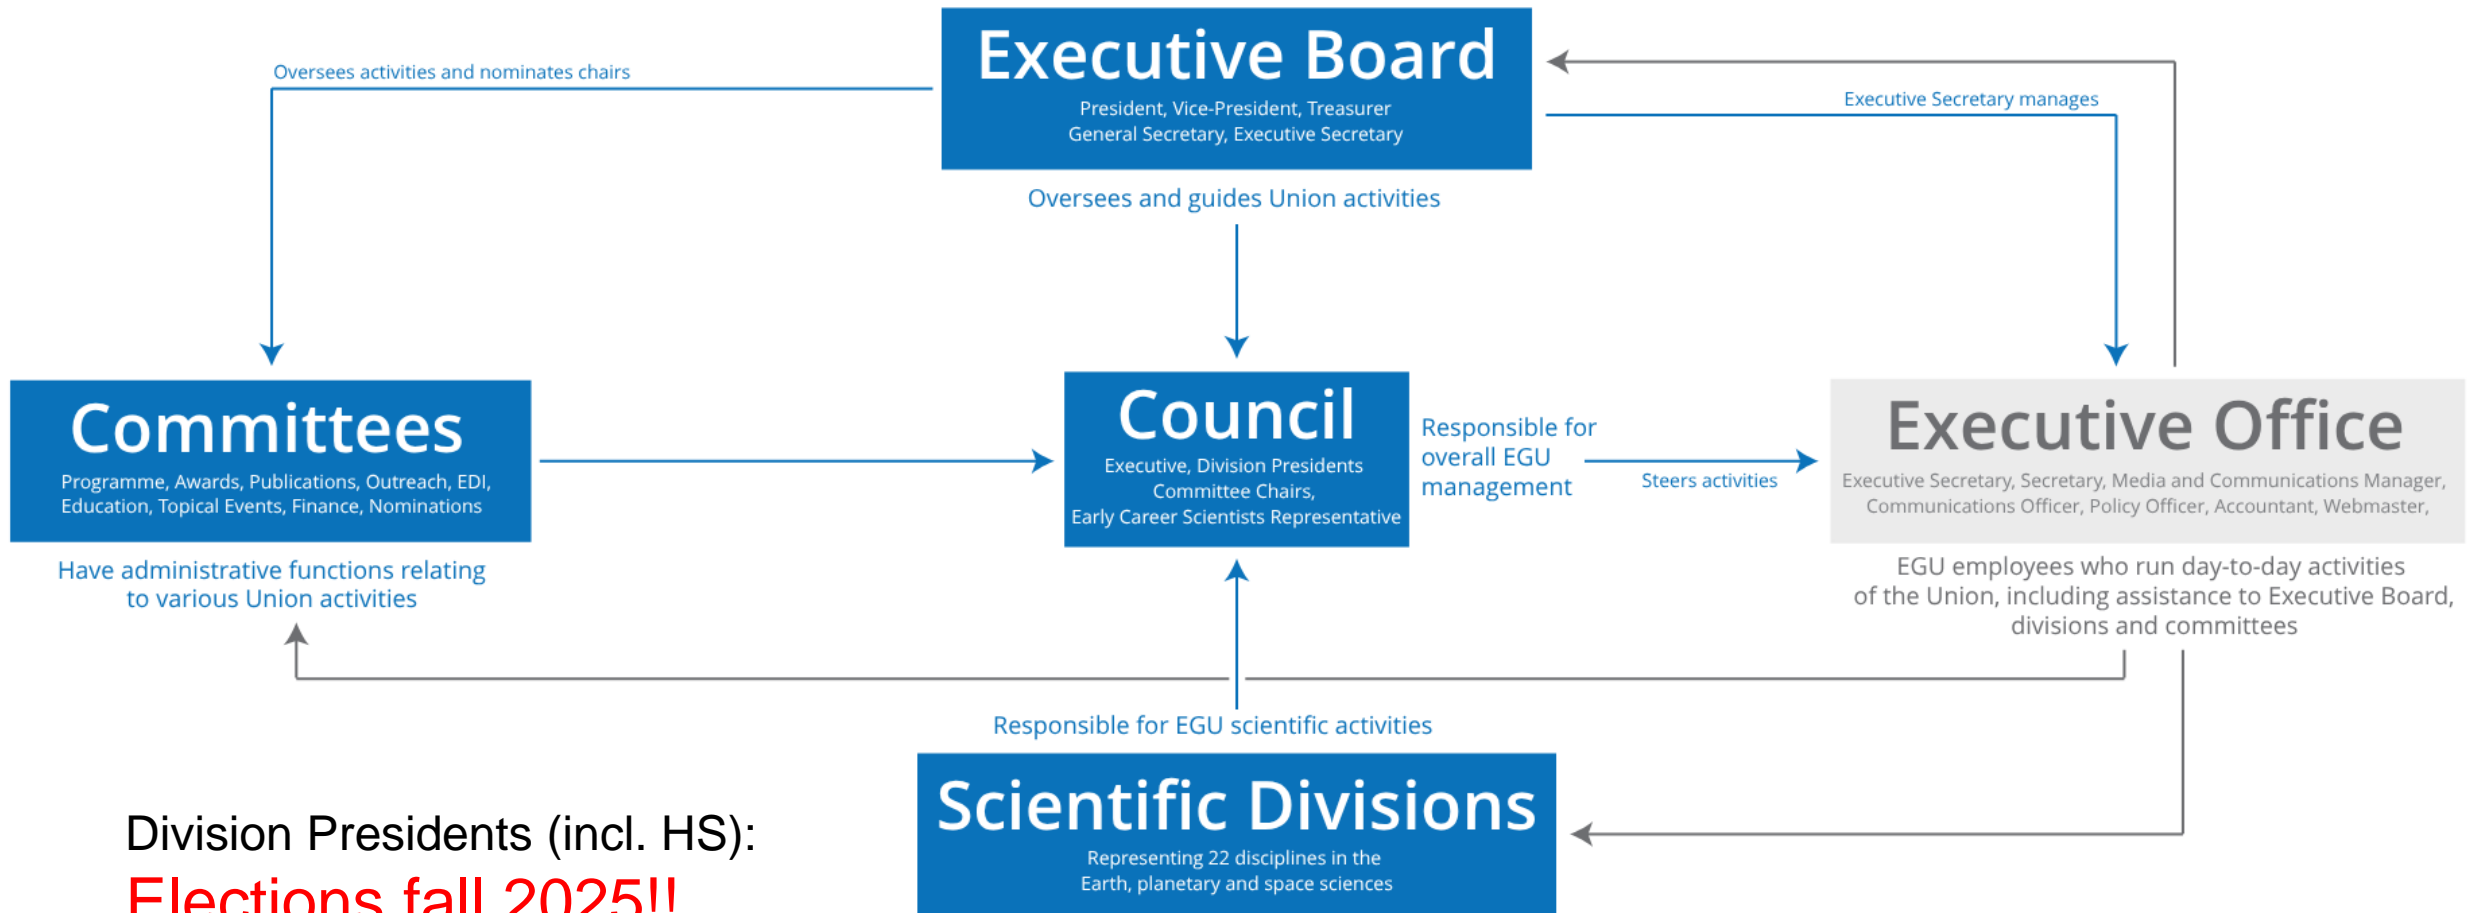 Executive Board
President, Vice-President, Treasurer
General Secretary, Executive Secretary
Oversees activities and nominates chairs
Executive Secretary manages
Oversees and guides Union activities
Committees
Programme, Awards, Publications, Outreach, EDI,
Education, Topical Events, Finance, Nominations
Have administrative functions relating
to various Union activities
Council
Executive, Division Presidents
Committee Chairs,
Early Career Scientists Representative
Responsible for
overall EGU
management
Steers activities
Executive Office
Executive Secretary, Secretary, Media and Communications Manager,
Communications Officer, Policy Officer, Accountant, Webmaster,
EGU employees who run day-to-day activities
of the Union, including assistance to Executive Board,
divisions and committees
Responsible for EGU scientific activities
Scientific Divisions
Representing 22 disciplines in the
Earth, planetary and space sciences
Division Presidents (incl. HS):
Elections fall 2025!!